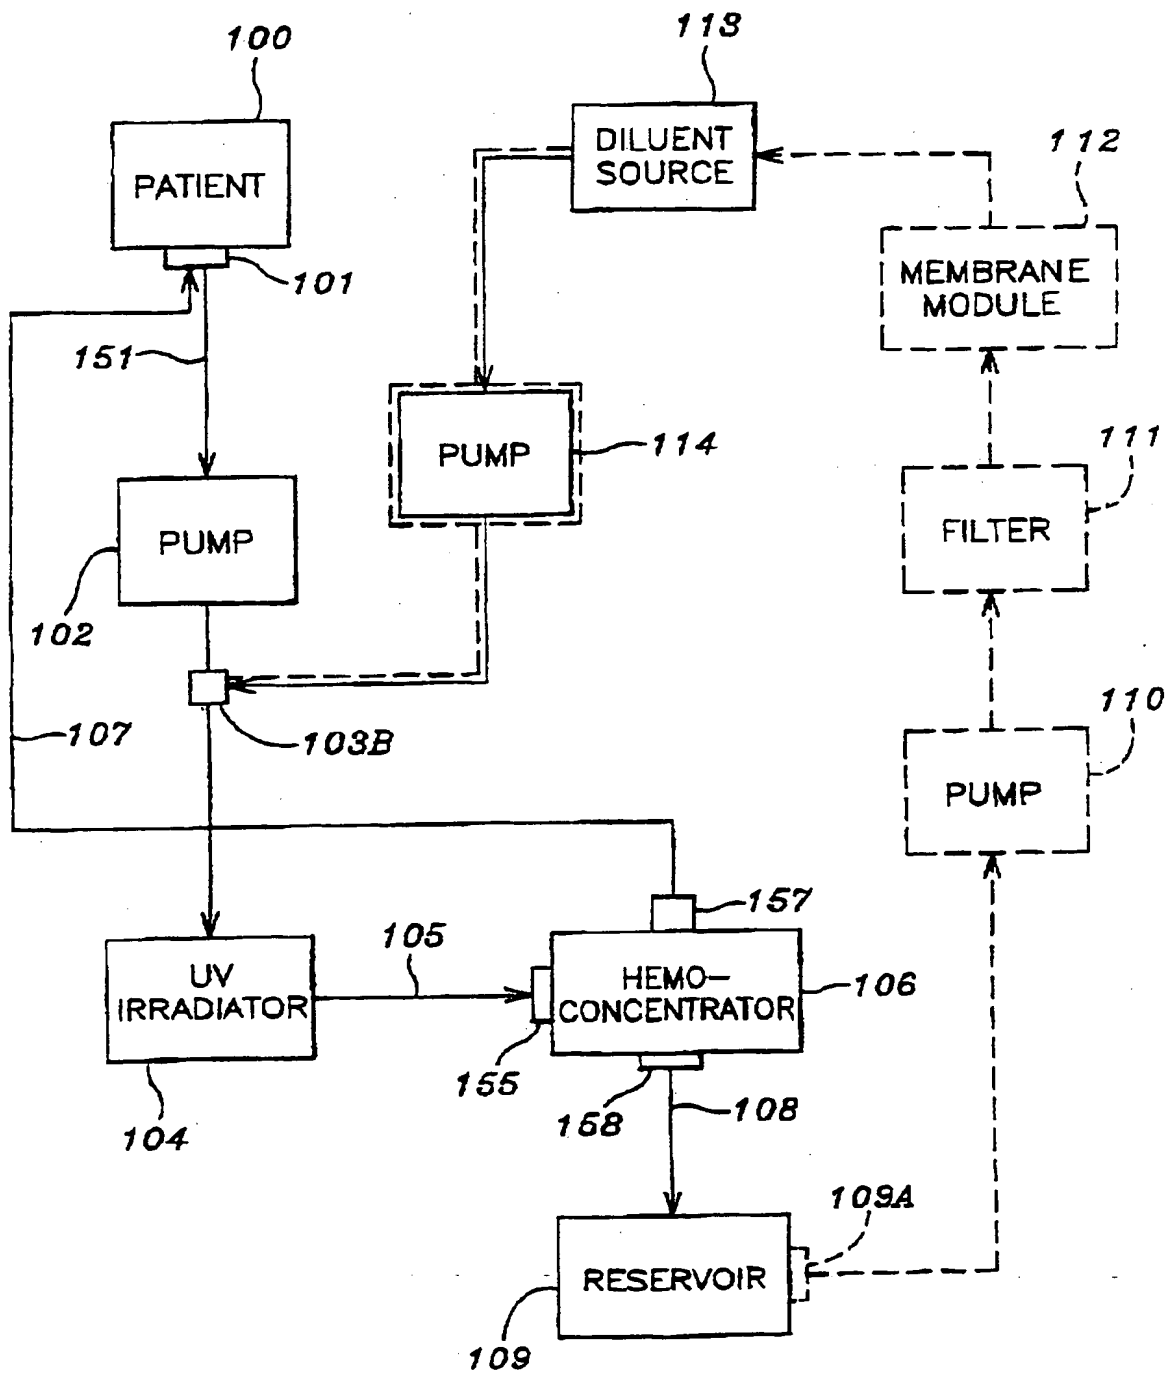 100
113
PATIENT
DILUENT
SOURCE
112
101
MEMBRANE
MODULE
151
PUMP
114
111
PUMP
FILTER
102
110
107
103B
PUMP
157
105
UV
IRRADIATOR
HEMO-
CONCENTRATOR
106
155
158
108
104
109A
RESERVOIR
109